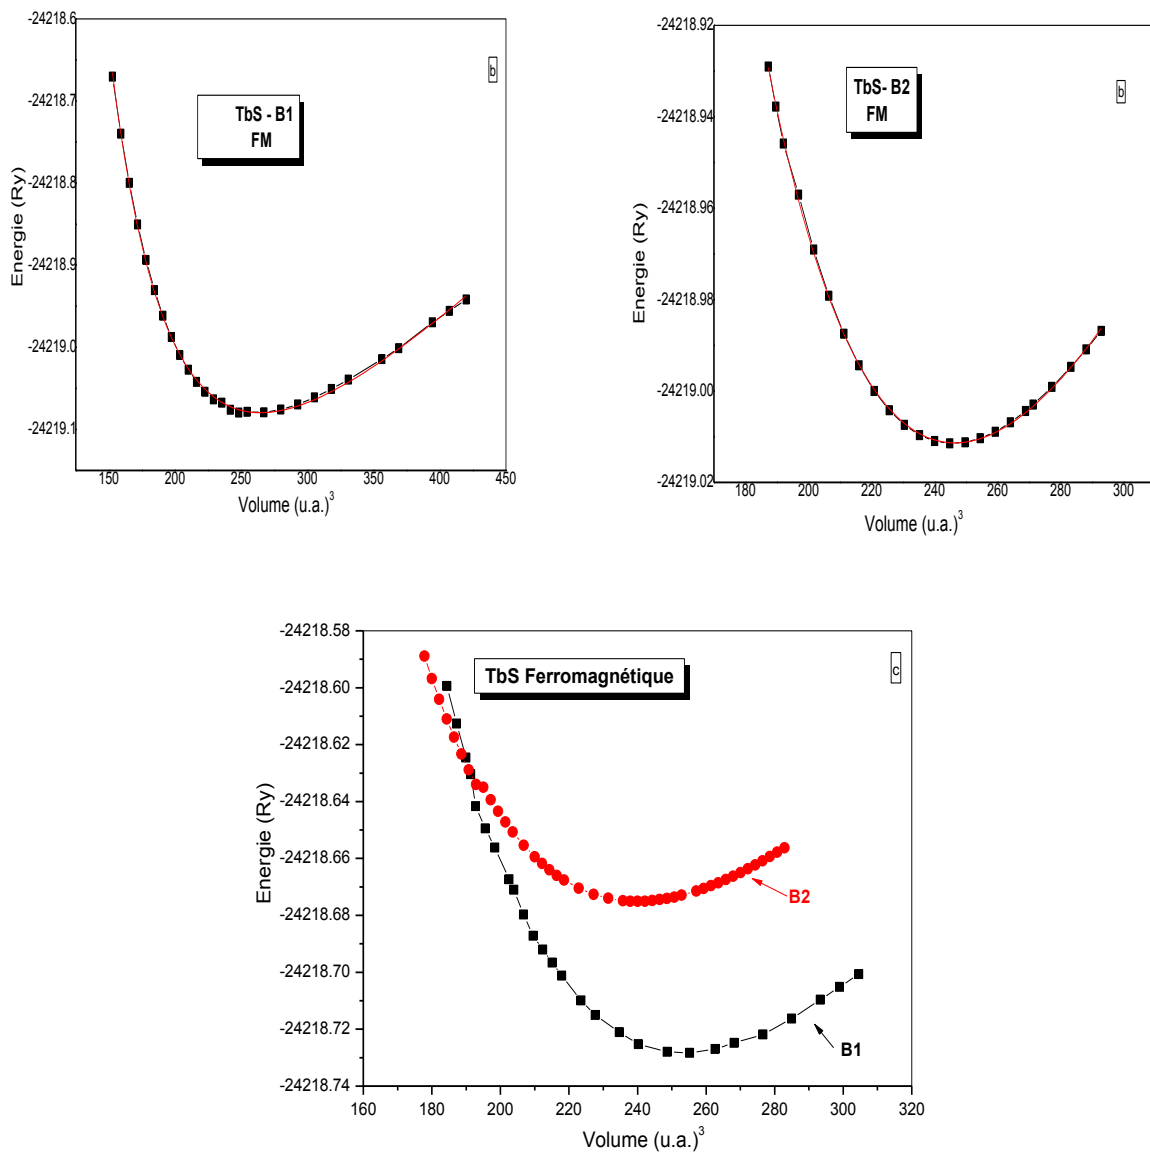 -24218.6
-24218.7
-24218.8
-24218.9
-24219.0
-24219.1
Energie (Ry)
b
TbS - B1
FM
150 200 250 300 350 400 450
Volume (u.a.)³
-24218.92
-24218.94
-24218.96
-24218.98
-24219.00
-24219.02
Energie (Ry)
TbS- B2
FM
b
180 200 220 240 260 280 300
Volume (u.a.)³
-24218.58
-24218.60
-24218.62
-24218.64
-24218.66
-24218.68
-24218.70
-24218.72
-24218.74
Energie (Ry)
TbS Ferromagnétique
c
B2
B1
160 180 200 220 240 260 280 300 320
Volume (u.a.)³